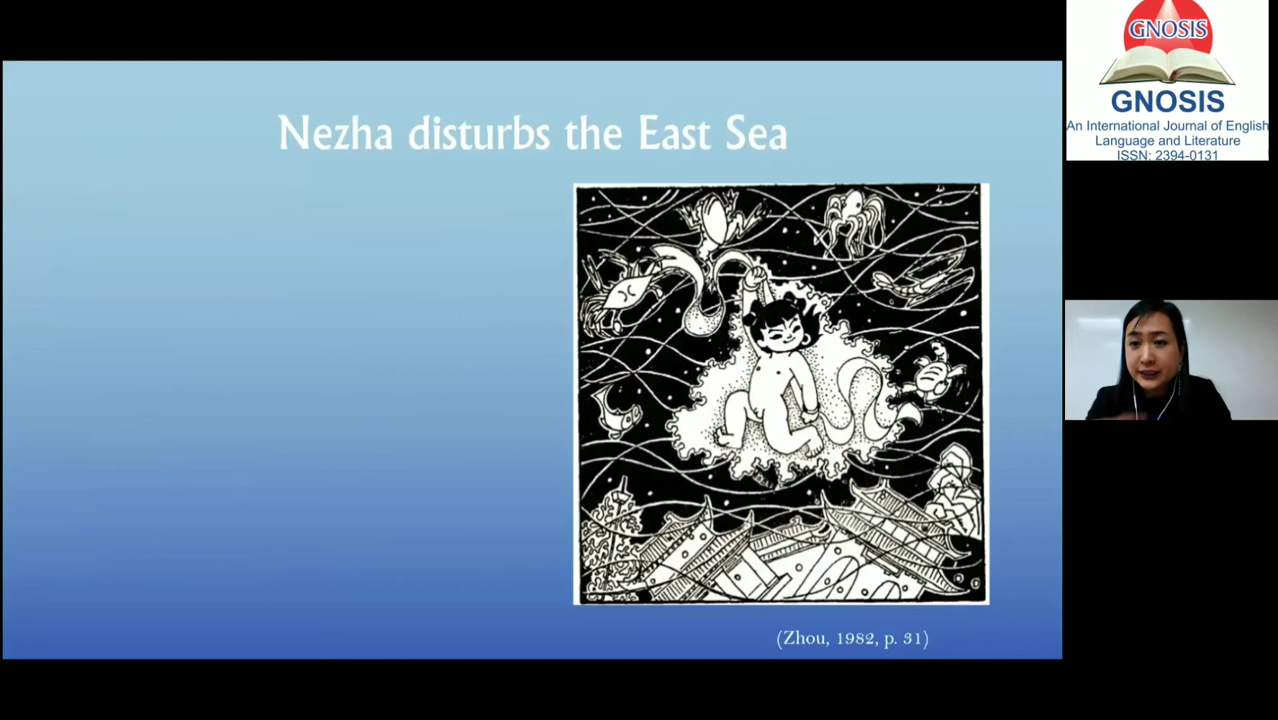 Nezha disturbs the East Sea
(Zhou, 1982, p. 31)
GNOSIS
GNOSIS
An International Journal of English
Language and Literature
ISSN: 2394-0131